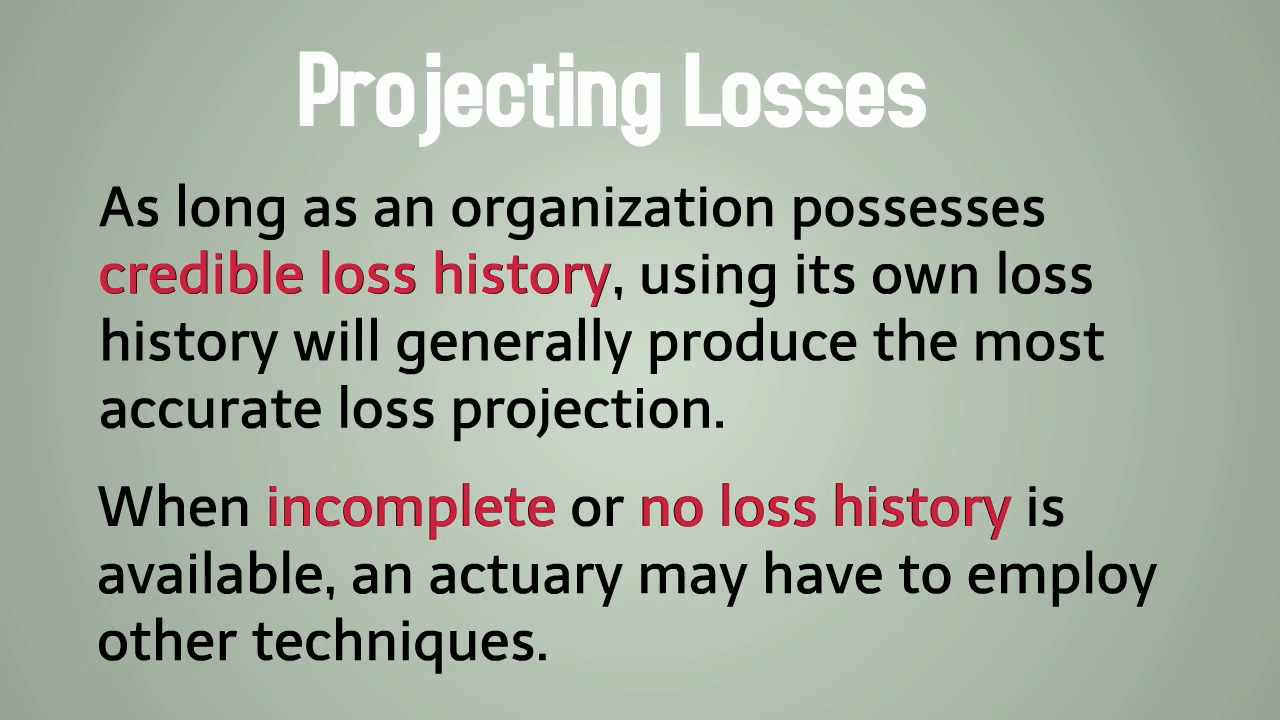 Projecting Losses
As long as an organization possesses
credible loss history, using its own loss
history will generally produce the most
accurate loss projection.
When incomplete or no loss history is
available, an actuary may have to employ
other techniques.